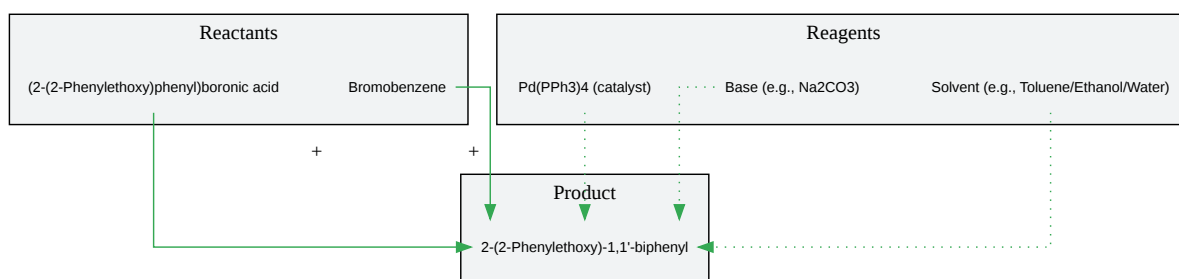 Reactants
Reagents
(2-(2-Phenylethoxy)phenyl)boronic acid
Bromobenzene
Pd(PPh3)4 (catalyst)
Base (e.g., Na2CO3)
Solvent (e.g., Toluene/Ethanol/Water)
+
+
Product
2-(2-Phenylethoxy)-1,1'-biphenyl